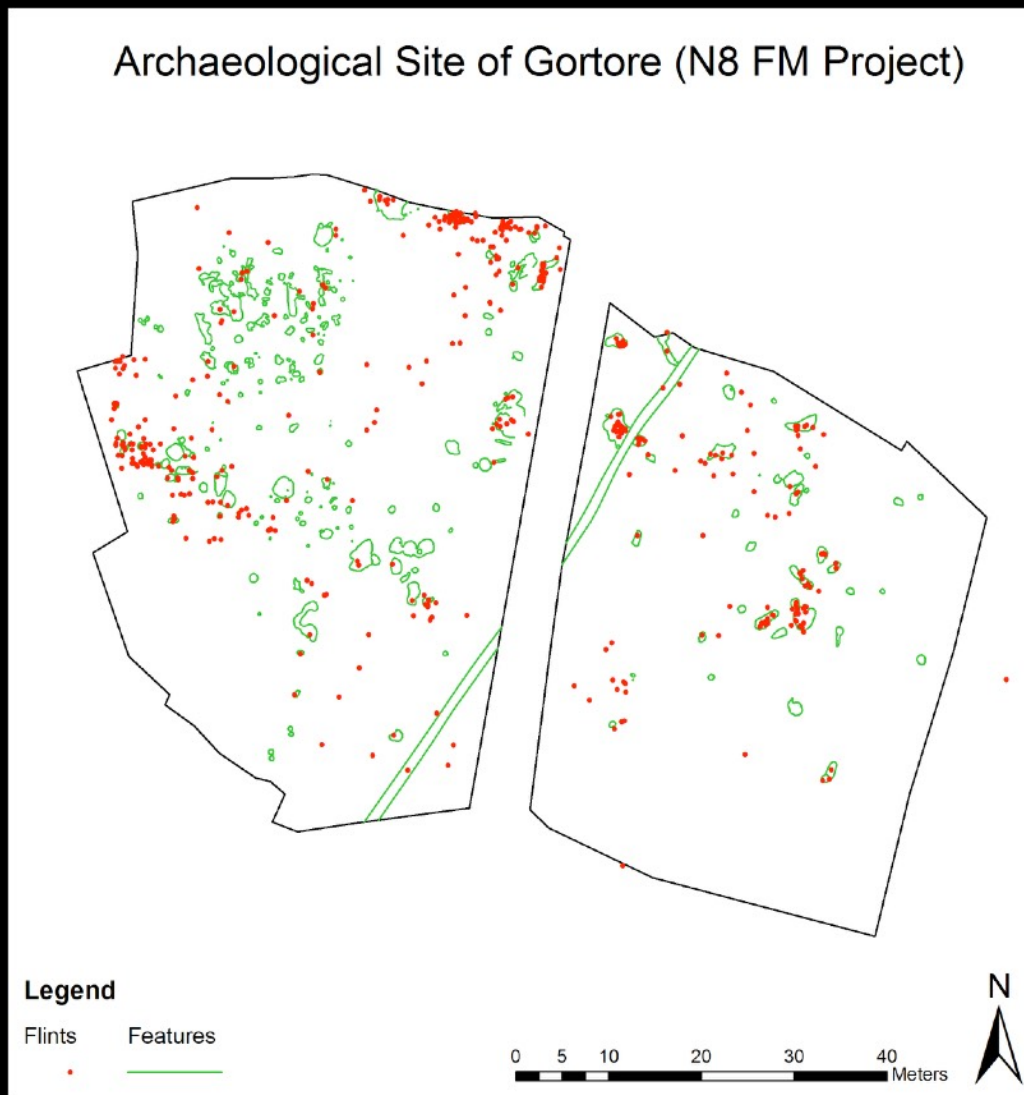 Archaeological Site of Gortore (N8 FM Project)
N
Legend
Flints Features
0 5 10 20 30 40
Meters